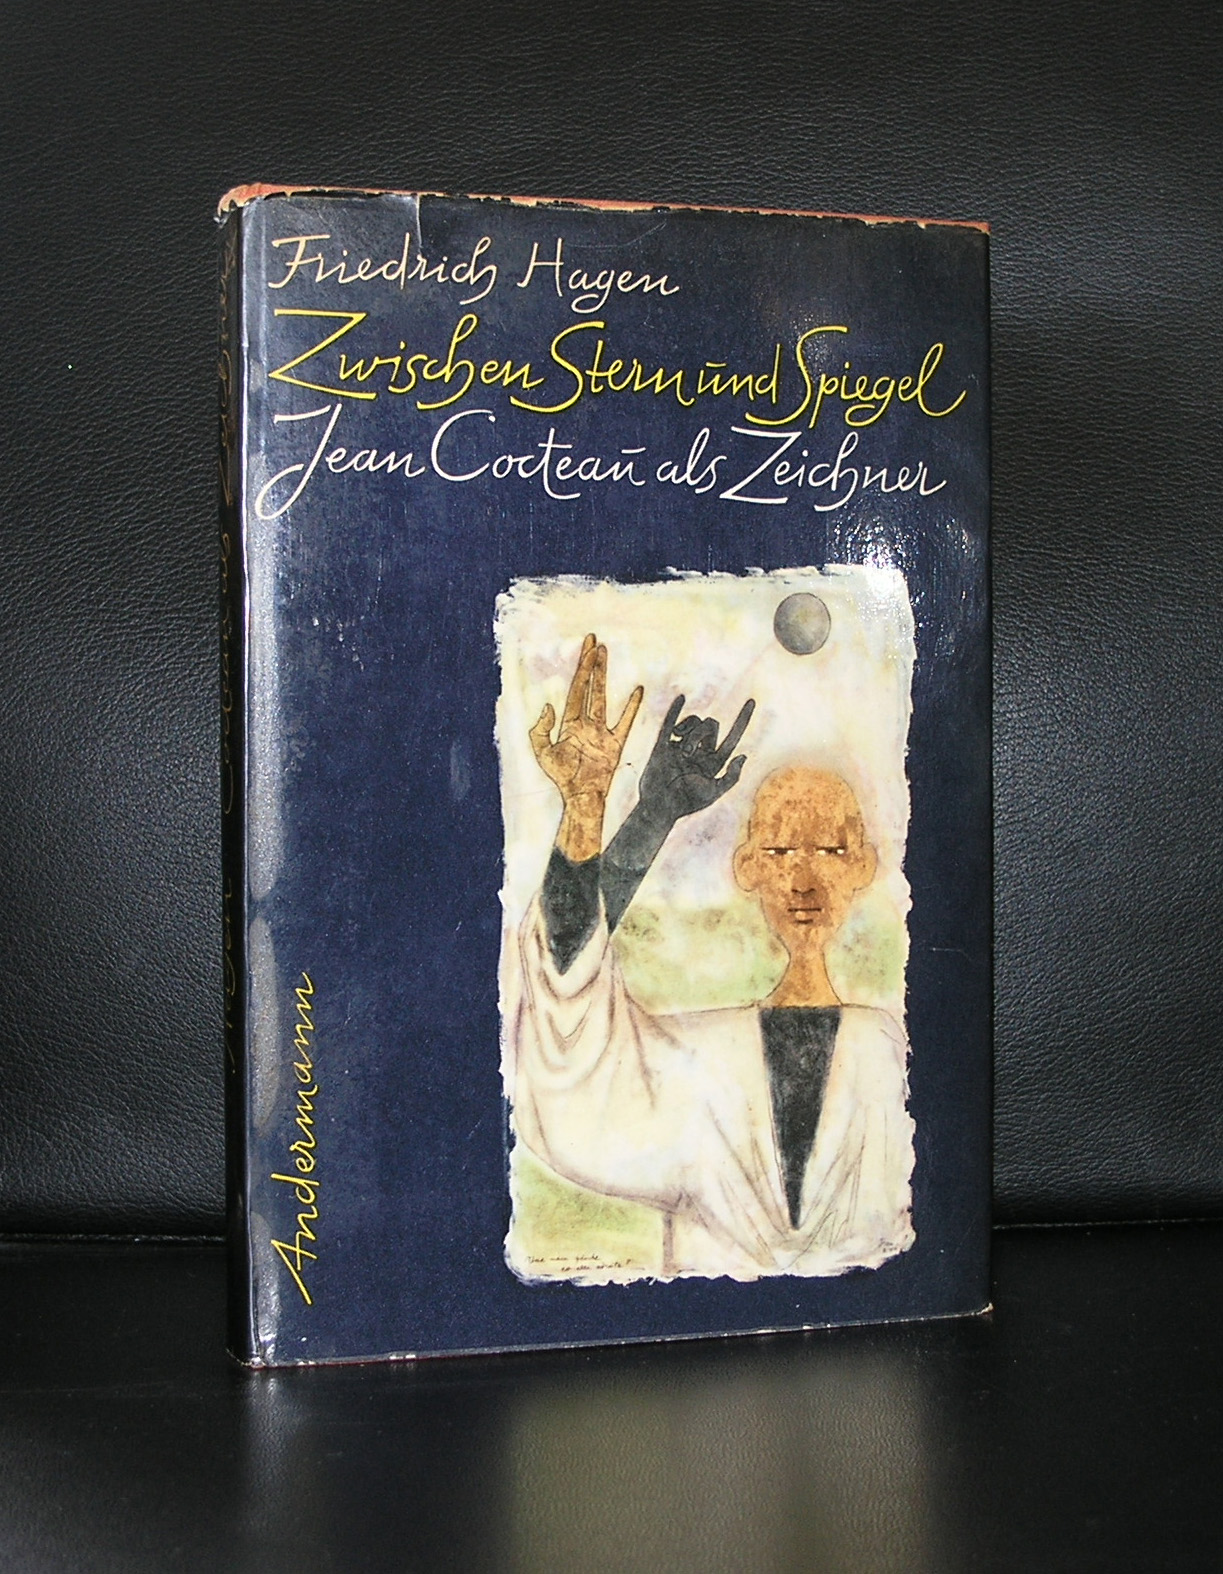 Friedrich Hagen
Zwischen Stern und Spiegel
Jean Cocteau als Zeichner
Andermann